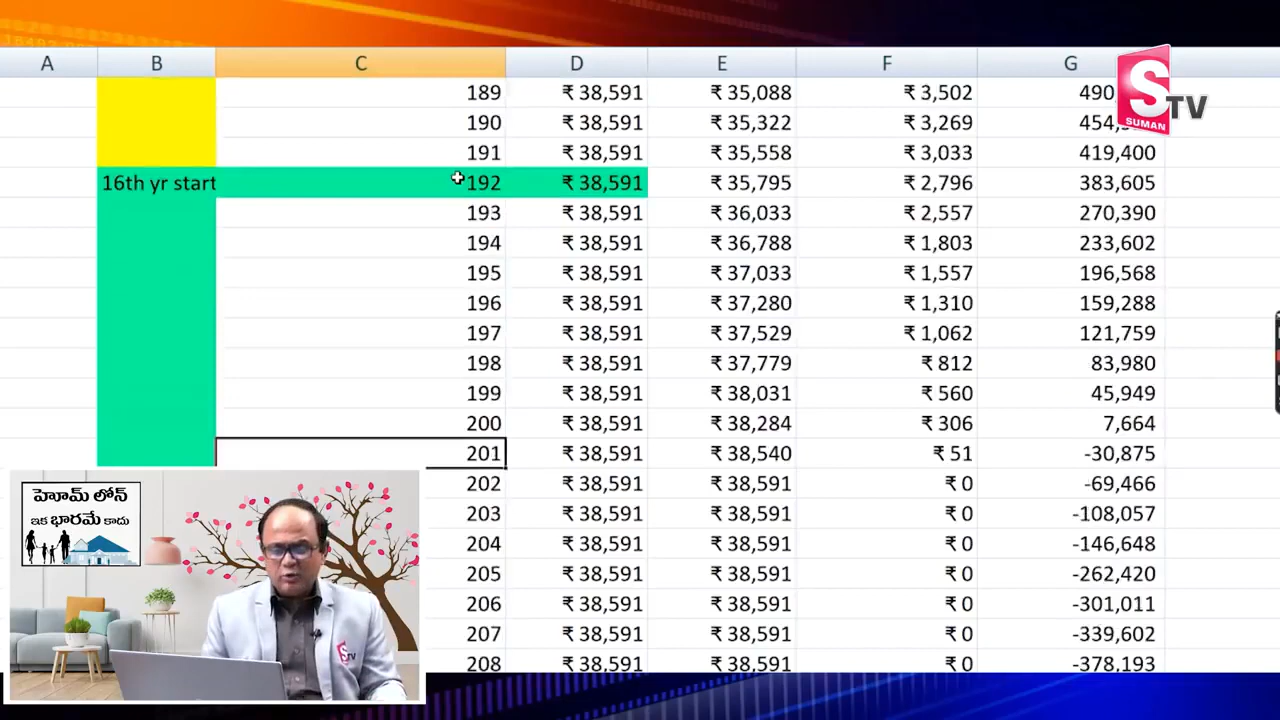 A B C D E F G
189 ₹ 38,591 ₹ 35,088 ₹ 3,502 490,
190 ₹ 38,591 ₹ 35,322 ₹ 3,269 454,
191 ₹ 38,591 ₹ 35,558 ₹ 3,033 419,400
16th yr start 192 ₹ 38,591 ₹ 35,795 ₹ 2,796 383,605
193 ₹ 38,591 ₹ 36,033 ₹ 2,557 270,390
194 ₹ 38,591 ₹ 36,788 ₹ 1,803 233,602
195 ₹ 38,591 ₹ 37,033 ₹ 1,557 196,568
196 ₹ 38,591 ₹ 37,280 ₹ 1,310 159,288
197 ₹ 38,591 ₹ 37,529 ₹ 1,062 121,759
198 ₹ 38,591 ₹ 37,779 ₹ 812 83,980
199 ₹ 38,591 ₹ 38,031 ₹ 560 45,949
200 ₹ 38,591 ₹ 38,284 ₹ 306 7,664
201 ₹ 38,591 ₹ 38,540 ₹ 51 -30,875
202 ₹ 38,591 ₹ 38,591 ₹ 0 -69,466
203 ₹ 38,591 ₹ 38,591 ₹ 0 -108,057
204 ₹ 38,591 ₹ 38,591 ₹ 0 -146,648
205 ₹ 38,591 ₹ 38,591 ₹ 0 -262,420
206 ₹ 38,591 ₹ 38,591 ₹ 0 -301,011
207 ₹ 38,591 ₹ 38,591 ₹ 0 -339,602
208 ₹ 38,591 ₹ 38,591 ₹ 0 -378,193
S TV
SUMAN
హెూమ్ లోన్
ఇక భారమే కాదు
S TV